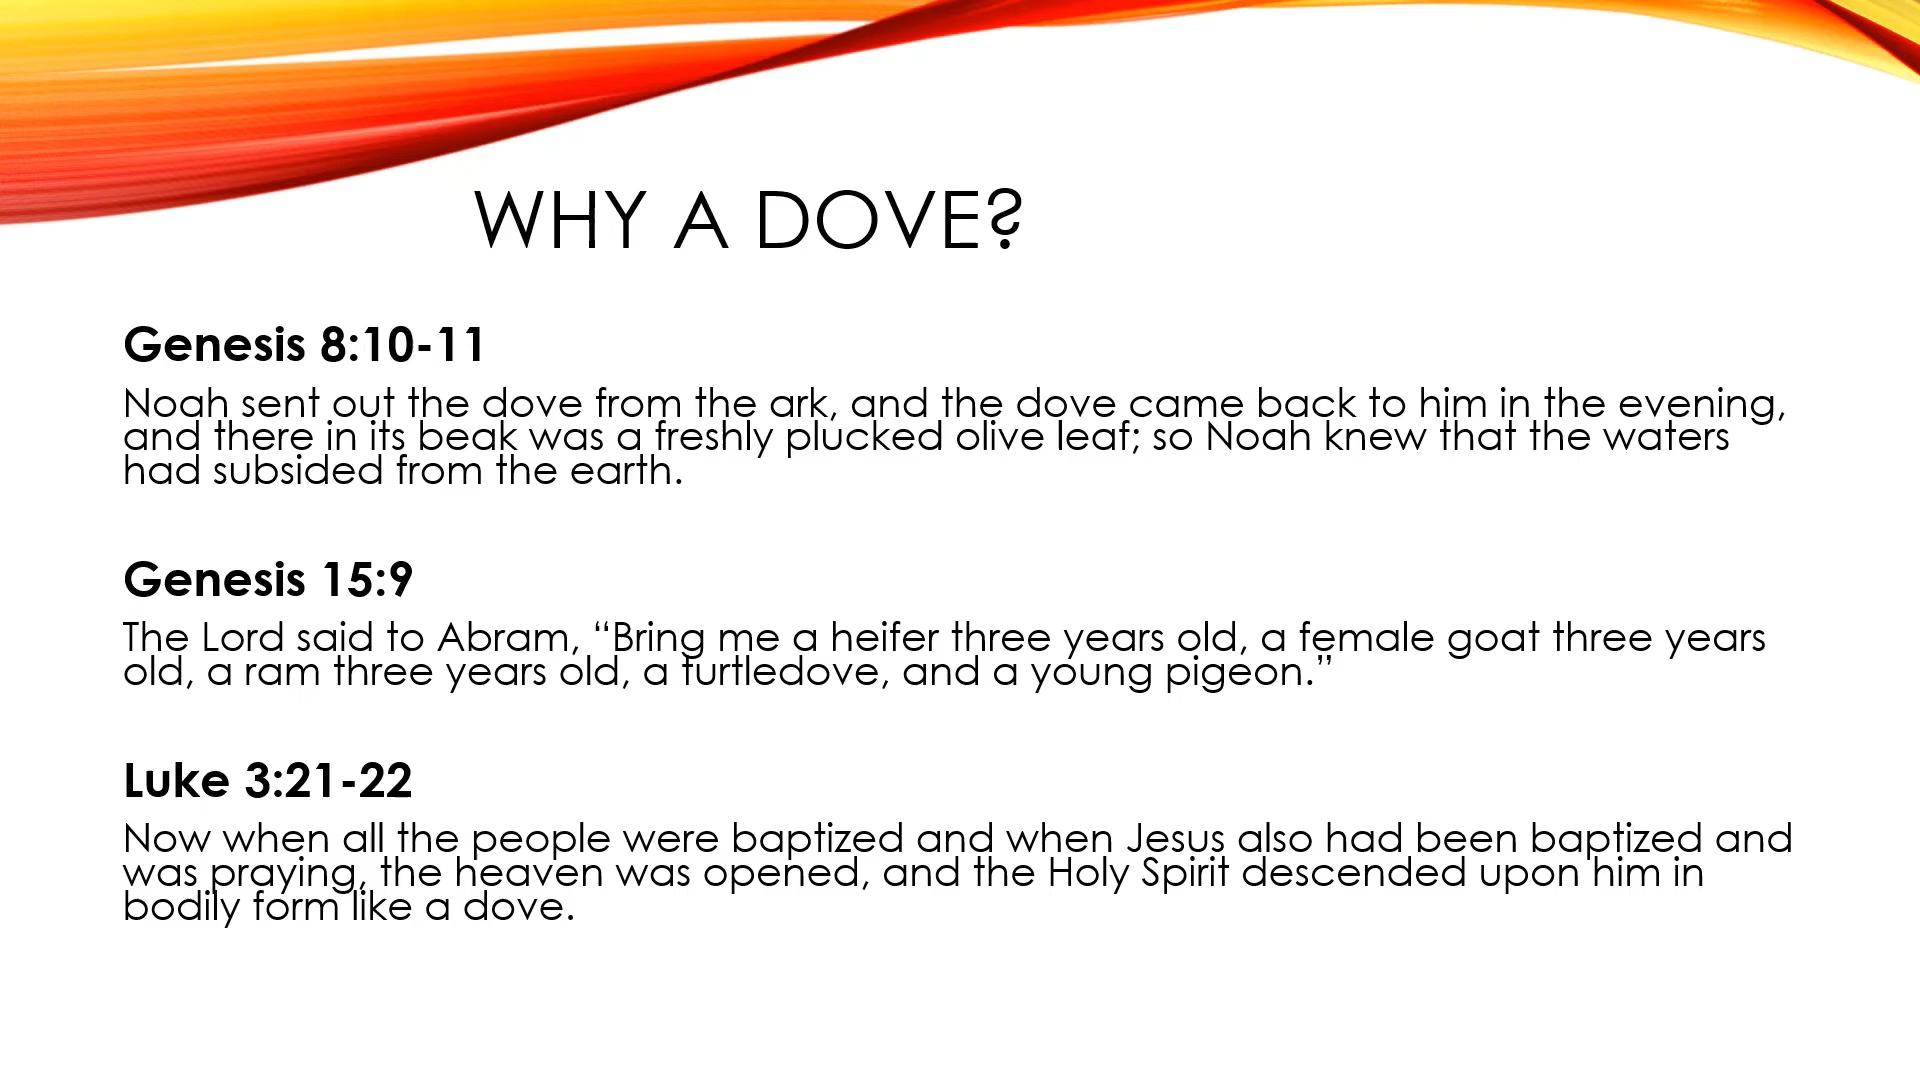 WHY A DOVE?
Genesis 8:10-11
Noah sent out the dove from the ark, and the dove came back to him in the evening,
and there in its beak was a freshly plucked olive leaf; so Noah knew that the waters
had subsided from the earth.
Genesis 15:9
The Lord said to Abram, “Bring me a heifer three years old, a female goat three years
old, a ram three years old, a turtledove, and a young pigeon.”
Luke 3:21-22
Now when all the people were baptized and when Jesus also had been baptized and
was praying, the heaven was opened, and the Holy Spirit descended upon him in
bodily form like a dove.